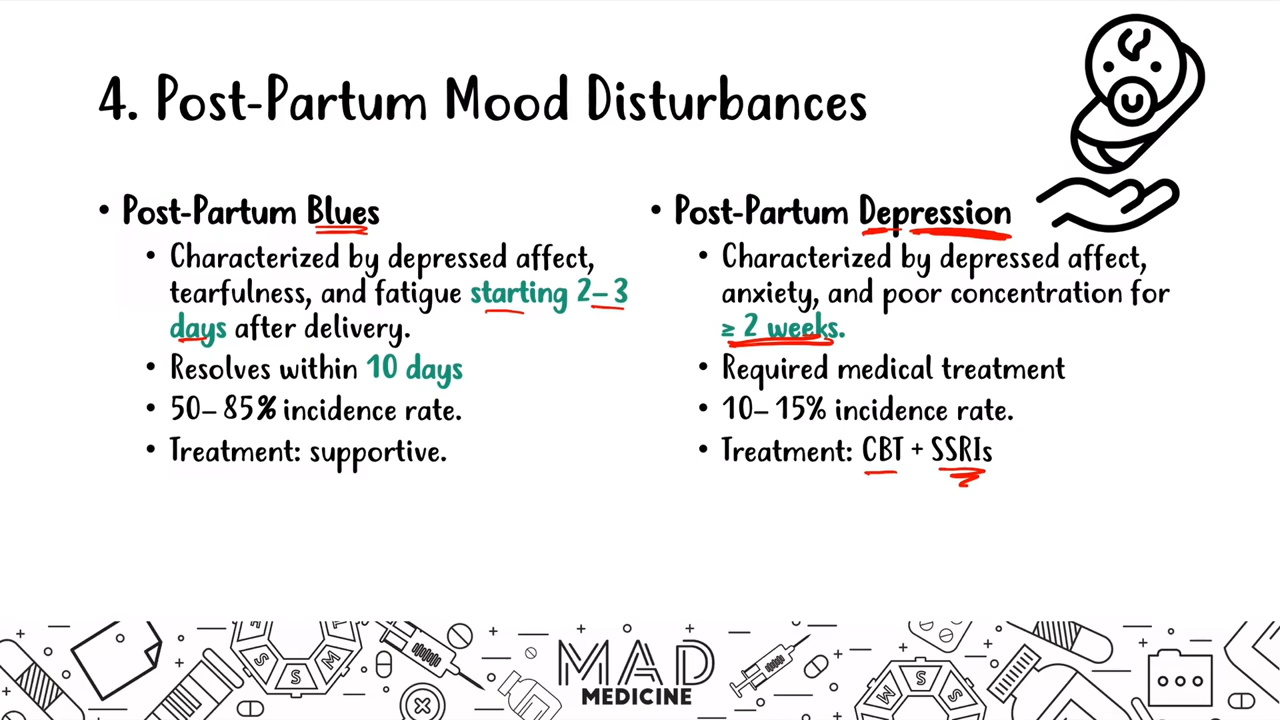 4. Post-Partum Mood Disturbances
• Post-Partum Blues
• Characterized by depressed affect,
tearfulness, and fatigue starting 2–3
days after delivery.
• Resolves within 10 days
• 50–85% incidence rate.
• Treatment: supportive.
• Post-Partum Depression
• Characterized by depressed affect,
anxiety, and poor concentration for
≥ 2 weeks.
• Required medical treatment
• 10–15% incidence rate.
• Treatment: CBT + SSRIs
MAD
MEDICINE
S
S
M
M
S
S